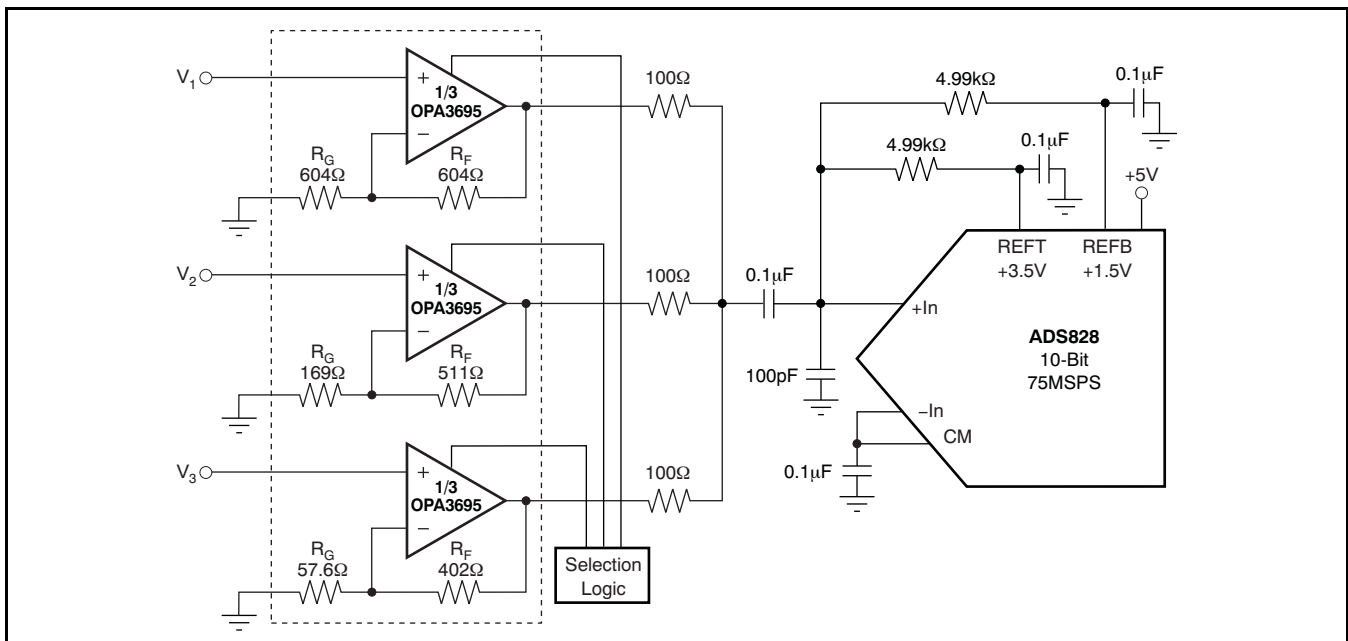 V1
+
1/3
OPA3695
−
RG
604Ω
RF
604Ω
100Ω
V2
+
1/3
OPA3695
−
RG
169Ω
RF
511Ω
100Ω
V3
+
1/3
OPA3695
−
RG
57.6Ω
RF
402Ω
100Ω
Selection
Logic
0.1μF
100pF
4.99kΩ
0.1μF
4.99kΩ
0.1μF
+5V
REFT
+3.5V
REFB
+1.5V
+In
ADS828
10-Bit
75MSPS
−In
CM
0.1μF